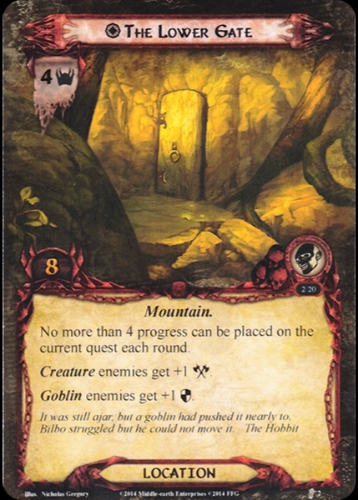 THE LOWER GATE
4
8
2 20
Mountain.
No more than 4 progress can be placed on the
current quest each round
Creature enemies get +1
Goblin enemies get +1
It was still ajar, but a goblin had pushed it nearly to.
Bilbo struggled but he could not move it. The Hobbit
LOCATION
Illus. Nicholas Gregory ©2014 Middle-earth Enterprises ©2014 FFG